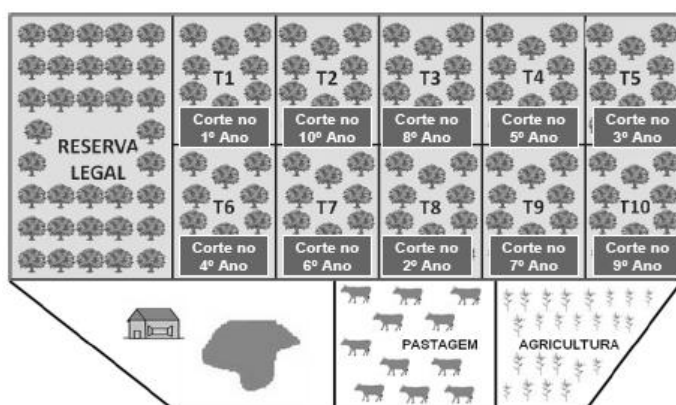 T1
T2
T3
T4
T5
Corte no
1º Ano
Corte no
10º Ano
Corte no
8º Ano
Corte no
5º Ano
Corte no
3º Ano
RESERVA
LEGAL
T6
T7
T8
T9
T10
Corte no
4º Ano
Corte no
6º Ano
Corte no
2º Ano
Corte no
7º Ano
Corte no
9º Ano
PASTAGEM
AGRICULTURA